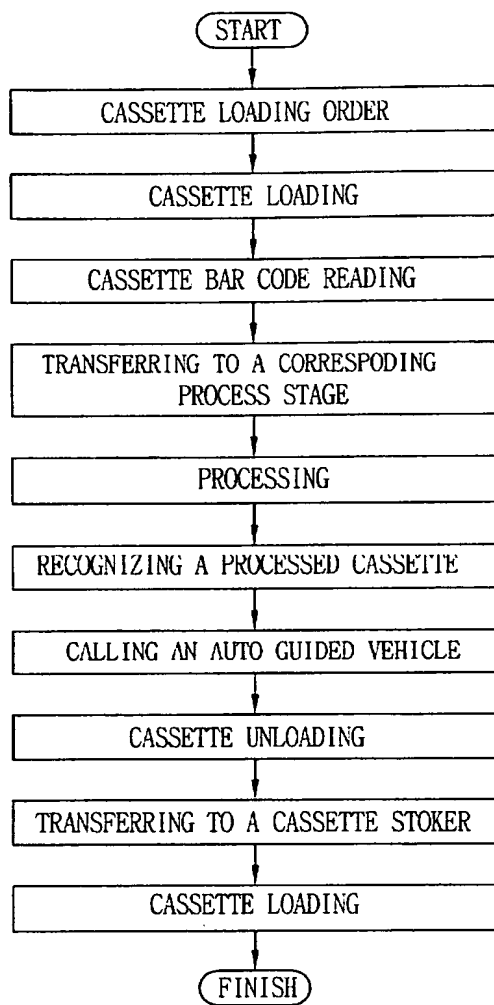 START
CASSETTE LOADING ORDER
CASSETTE LOADING
CASSETTE BAR CODE READING
TRANSFERRING TO A CORRESPODING
PROCESS STAGE
PROCESSING
RECOGNIZING A PROCESSED CASSETTE
CALLING AN AUTO GUIDED VEHICLE
CASSETTE UNLOADING
TRANSFERRING TO A CASSETTE STOKER
CASSETTE LOADING
FINISH